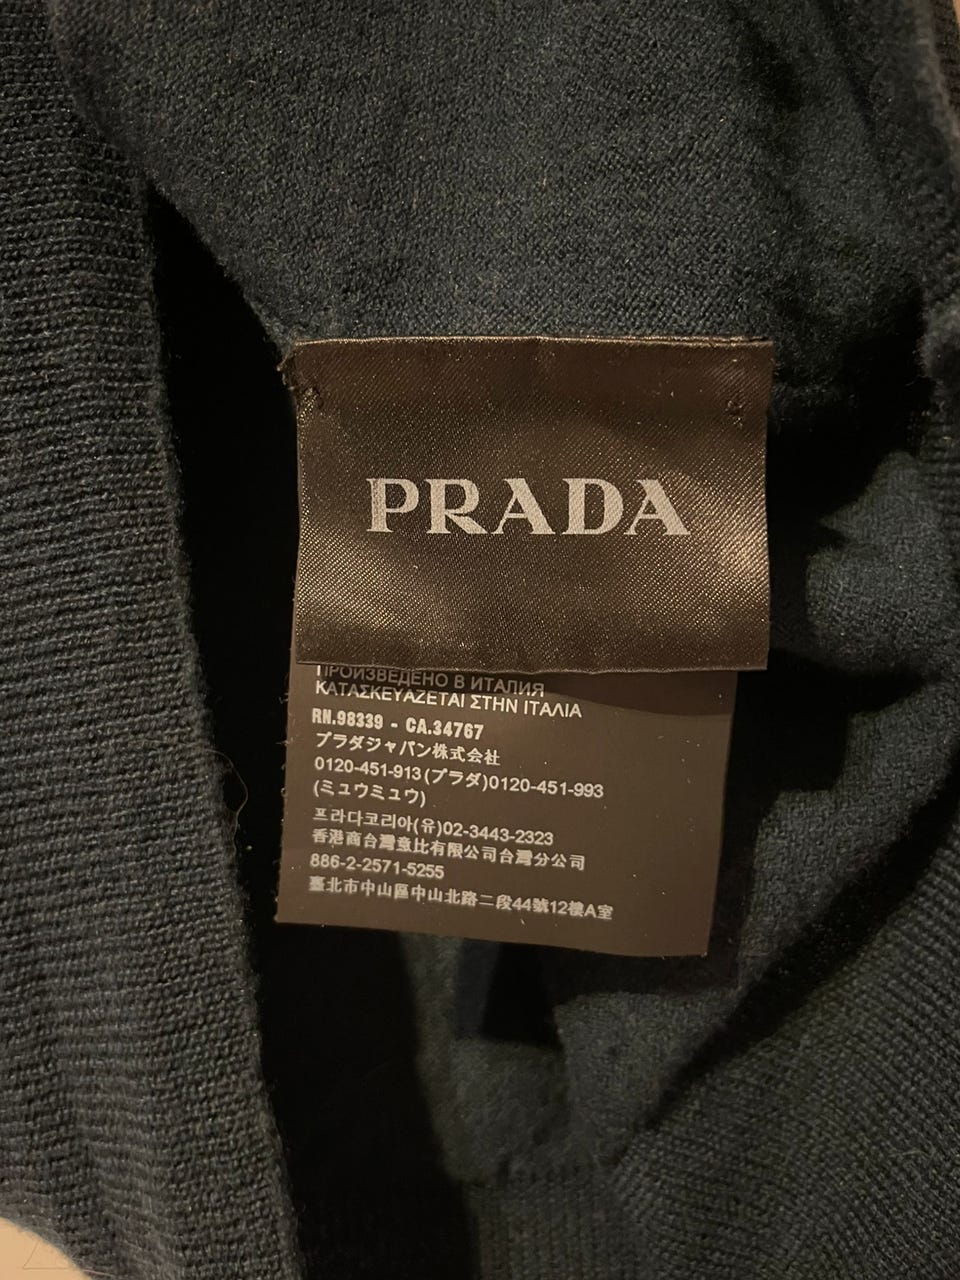 PRADA
ПРОИЗВЕДЕНО В ИТАЛИЯ
ΚΑΤΑΣΚΕΥΑΖΕΤΑΙ ΣΤΗΝ ΙΤΑΛΙΑ
RN.98339 - CA.34767
プラダジャパン株式会社
0120-451-913(プラダ)0120-451-993
(ミュウミュウ)
프라다코리아(유)02-3443-2323
香港商台灣意比有限公司台灣分公司
886-2-2571-5255
臺北市中山區中山北路二段44號12樓A室